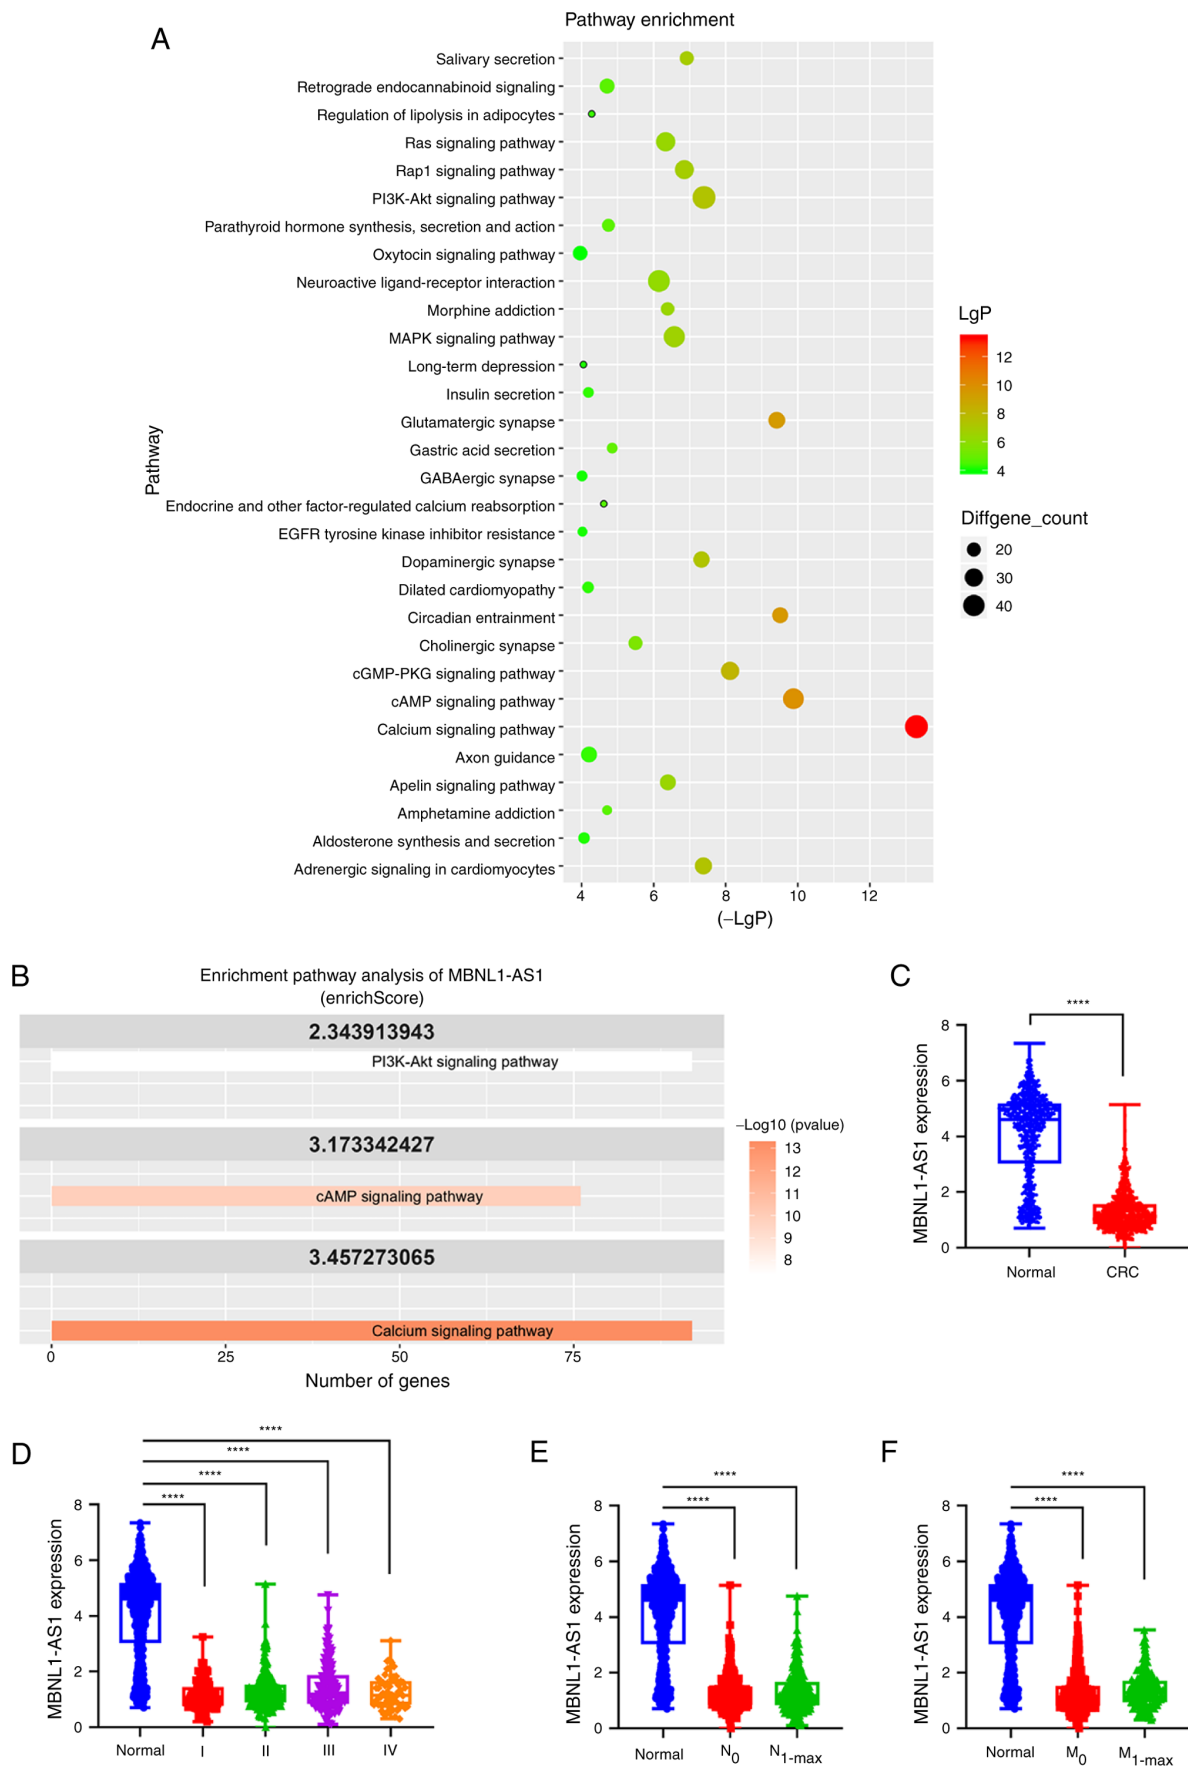 A
Pathway enrichment
Salivary secretion
Retrograde endocannabinoid signaling
Regulation of lipolysis in adipocytes
Ras signaling pathway
Rap1 signaling pathway
PI3K-Akt signaling pathway
Parathyroid hormone synthesis, secretion and action
Oxytocin signaling pathway
Neuroactive ligand-receptor interaction
Morphine addiction
MAPK signaling pathway
Long-term depression
Insulin secretion
Glutamatergic synapse
Gastric acid secretion
GABAergic synapse
Endocrine and other factor-regulated calcium reabsorption
EGFR tyrosine kinase inhibitor resistance
Dopaminergic synapse
Dilated cardiomyopathy
Circadian entrainment
Cholinergic synapse
cGMP-PKG signaling pathway
cAMP signaling pathway
Calcium signaling pathway
Axon guidance
Apelin signaling pathway
Amphetamine addiction
Aldosterone synthesis and secretion
Adrenergic signaling in cardiomyocytes
Pathway
4 6 8 10 12
(−LgP)
LgP
12
10
8
6
4
Diffgene_count
20
30
40
B
Enrichment pathway analysis of MBNL1-AS1
(enrichScore)
2.343913943
PI3K-Akt signaling pathway
3.173342427
cAMP signaling pathway
3.457273065
Calcium signaling pathway
0 25 50 75
Number of genes
−Log10 (pvalue)
13
12
11
10
9
8
C
****
MBNL1-AS1 expression
8
6
4
2
0
Normal CRC
D
****
****
****
****
MBNL1-AS1 expression
8
6
4
2
0
Normal I II III IV
E
****
****
MBNL1-AS1 expression
8
6
4
2
0
Normal N0 N1-max
F
****
****
MBNL1-AS1 expression
8
6
4
2
0
Normal M0 M1-max